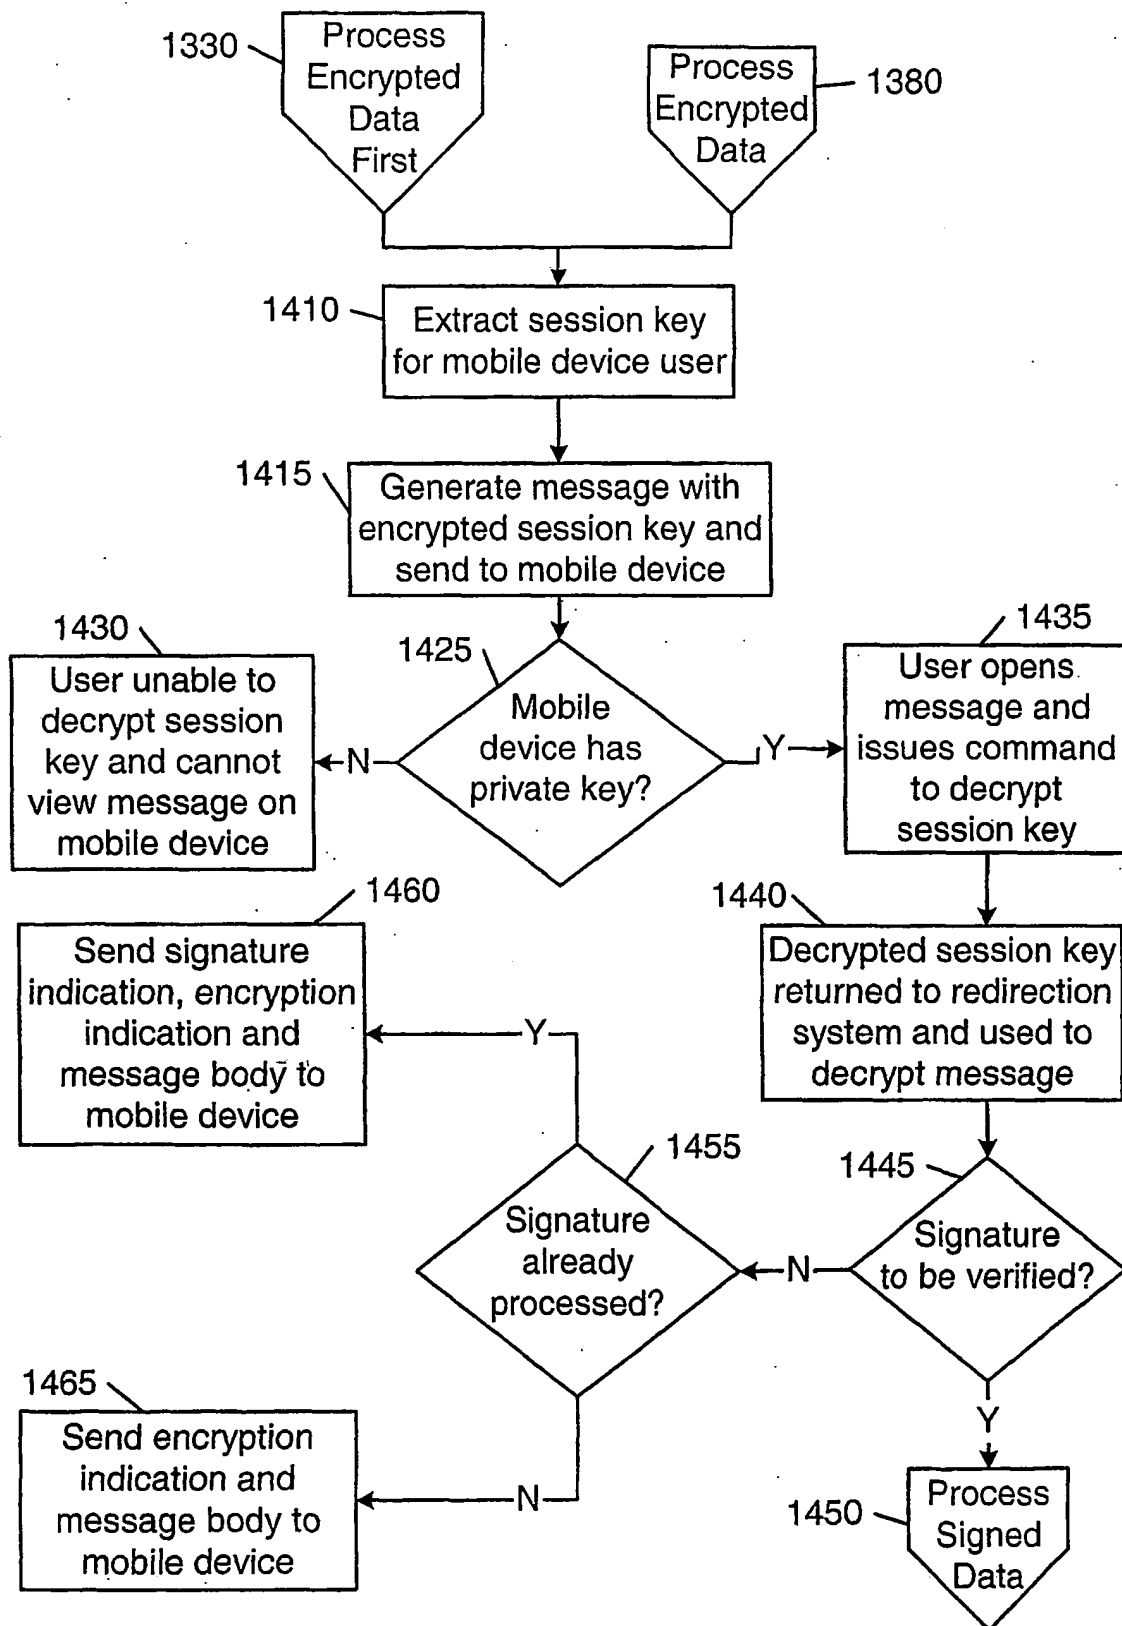 1330
Process
Encrypted
Data
First
Process
Encrypted
Data
1380
1410
Extract session key
for mobile device user
1415
Generate message with
encrypted session key and
send to mobile device
1430
User unable to
decrypt session
key and cannot
view message on
mobile device
N
1425
Mobile
device has
private key?
Y
1435
User opens
message and
issues command
to decrypt
session key
1440
Decrypted session key
returned to redirection
system and used to
decrypt message
1460
Send signature
indication, encryption
indication and
message body to
mobile device
Y
1455
Signature
already
processed?
N
1445
Signature
to be verified?
Y
1465
Send encryption
indication and
message body to
mobile device
N
1450
Process
Signed
Data